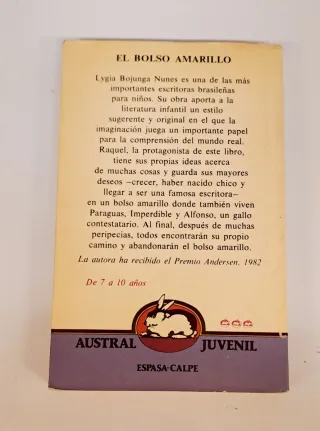 EL BOLSO AMARILLO
Lygia Bojunga Nunes es una de las más
importantes escritoras brasileñas
para niños. Su obra aporta a la
literatura infantil un estilo
sugerente y original en el que la
imaginación juega un importante papel
para la comprensión del mundo real.
Raquel, la protagonista de este libro,
tiene sus propias ideas acerca
de muchas cosas y guarda sus mayores
deseos —crecer, haber nacido chico y
llegar a ser una famosa escritora—
en un bolso amarillo donde también viven
Paraguas, Imperdible y Alfonso, un gallo
contestatario. Al final, después de muchas
peripecias, todos encontrarán su propio
camino y abandonarán el bolso amarillo.
La autora ha recibido el Premio Andersen, 1982
De 7 a 10 años
AUSTRAL JUVENIL
ESPASA-CALPE